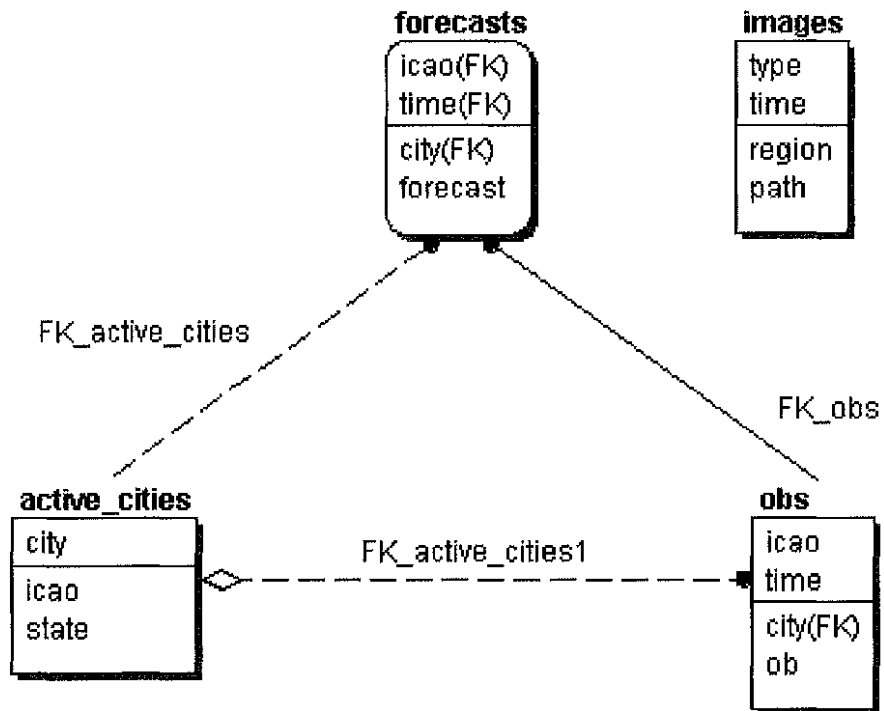 forecasts
icao(FK)
time(FK)
city(FK)
forecast
images
type
time
region
path
FK_active_cities
FK_obs
active_cities
city
icao
state
FK_active_cities1
obs
icao
time
city(FK)
ob